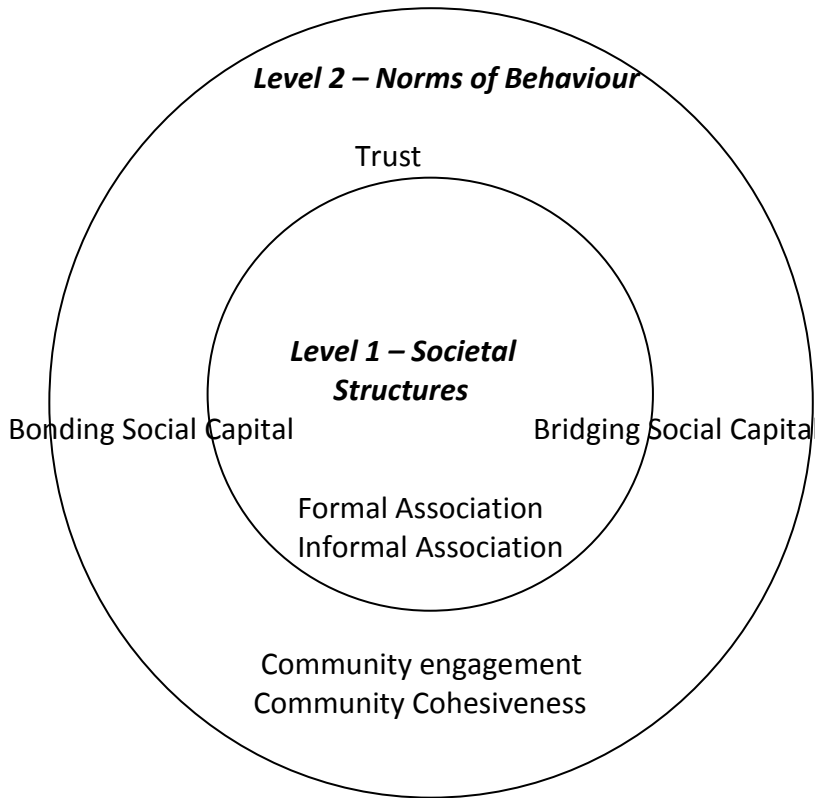 Level 2 – Norms of Behaviour
Trust
Level 1 – Societal
Structures
Bonding Social Capital
Bridging Social Capital
Formal Association
Informal Association
Community engagement
Community Cohesiveness